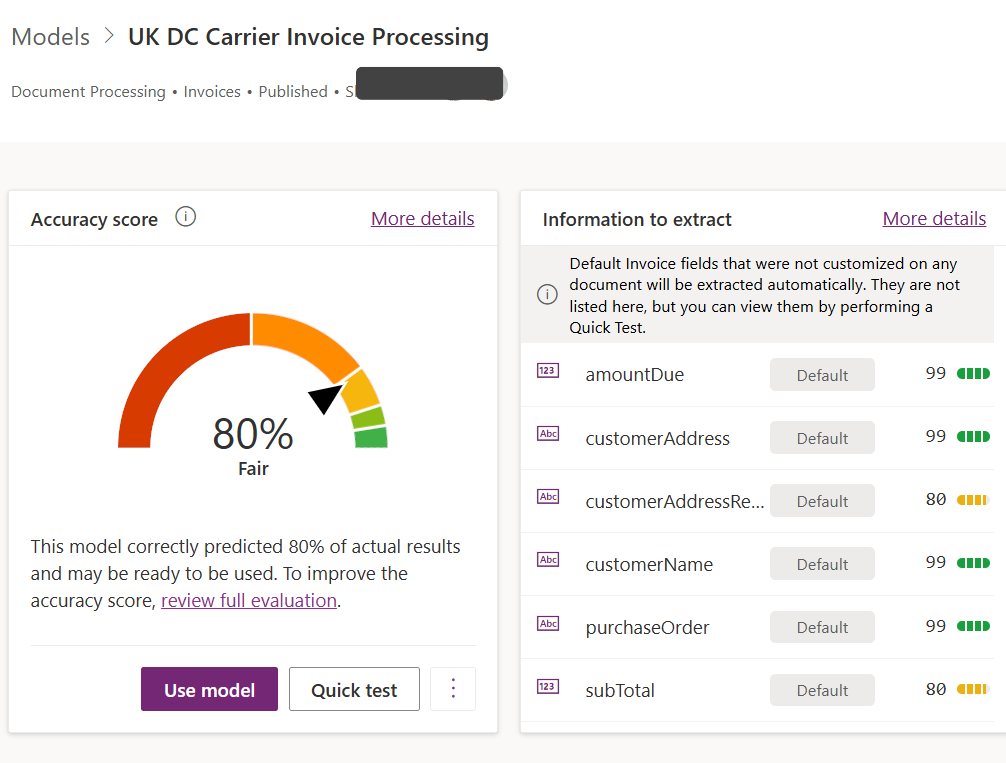 Models > UK DC Carrier Invoice Processing
Document Processing • Invoices • Published •
Accuracy score
More details
80%
Fair
This model correctly predicted 80% of actual results
and may be ready to be used. To improve the
accuracy score, review full evaluation.
Use model
Quick test
Information to extract
More details
Default Invoice fields that were not customized on any
document will be extracted automatically. They are not
listed here, but you can view them by performing a
Quick Test.
123 amountDue Default 99
Abc customerAddress Default 99
Abc customerAddressRe... Default 80
Abc customerName Default 99
Abc purchaseOrder Default 99
123 subTotal Default 80